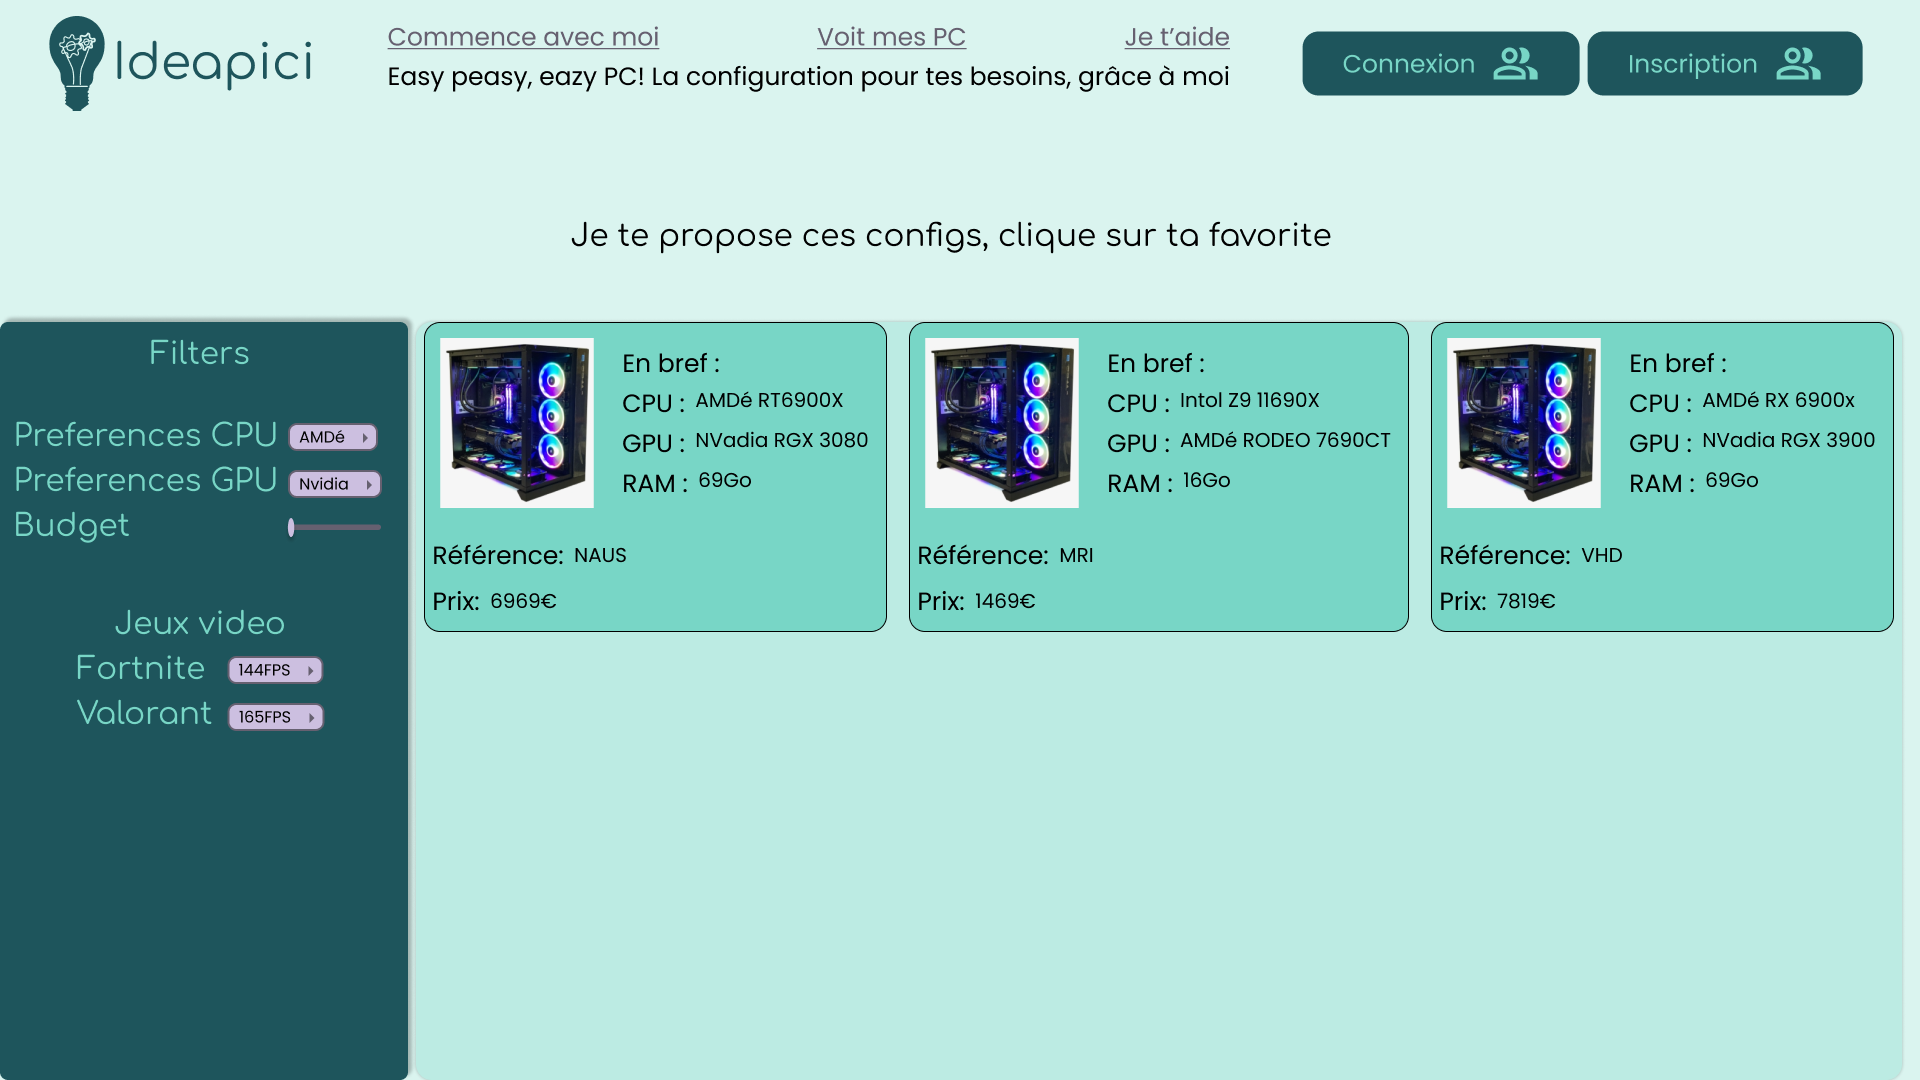 Ideapici
Commence avec moi
Voit mes PC
Je t’aide
Easy peasy, eazy PC! La configuration pour tes besoins, grâce à moi
Connexion
Inscription
Je te propose ces configs, clique sur ta favorite
Filters
Preferences CPU AMDé
Preferences GPU Nvidia
Budget
Jeux video
Fortnite 144FPS
Valorant 165FPS
En bref :
CPU : AMDé RT6900X
GPU : NVadia RGX 3080
RAM : 69Go
Référence: NAUS
Prix: 6969€
En bref :
CPU : Intol Z9 11690X
GPU : AMDé RODEO 7690CT
RAM : 16Go
Référence: MRI
Prix: 1469€
En bref :
CPU : AMDé RX 6900x
GPU : NVadia RGX 3900
RAM : 69Go
Référence: VHD
Prix: 7819€